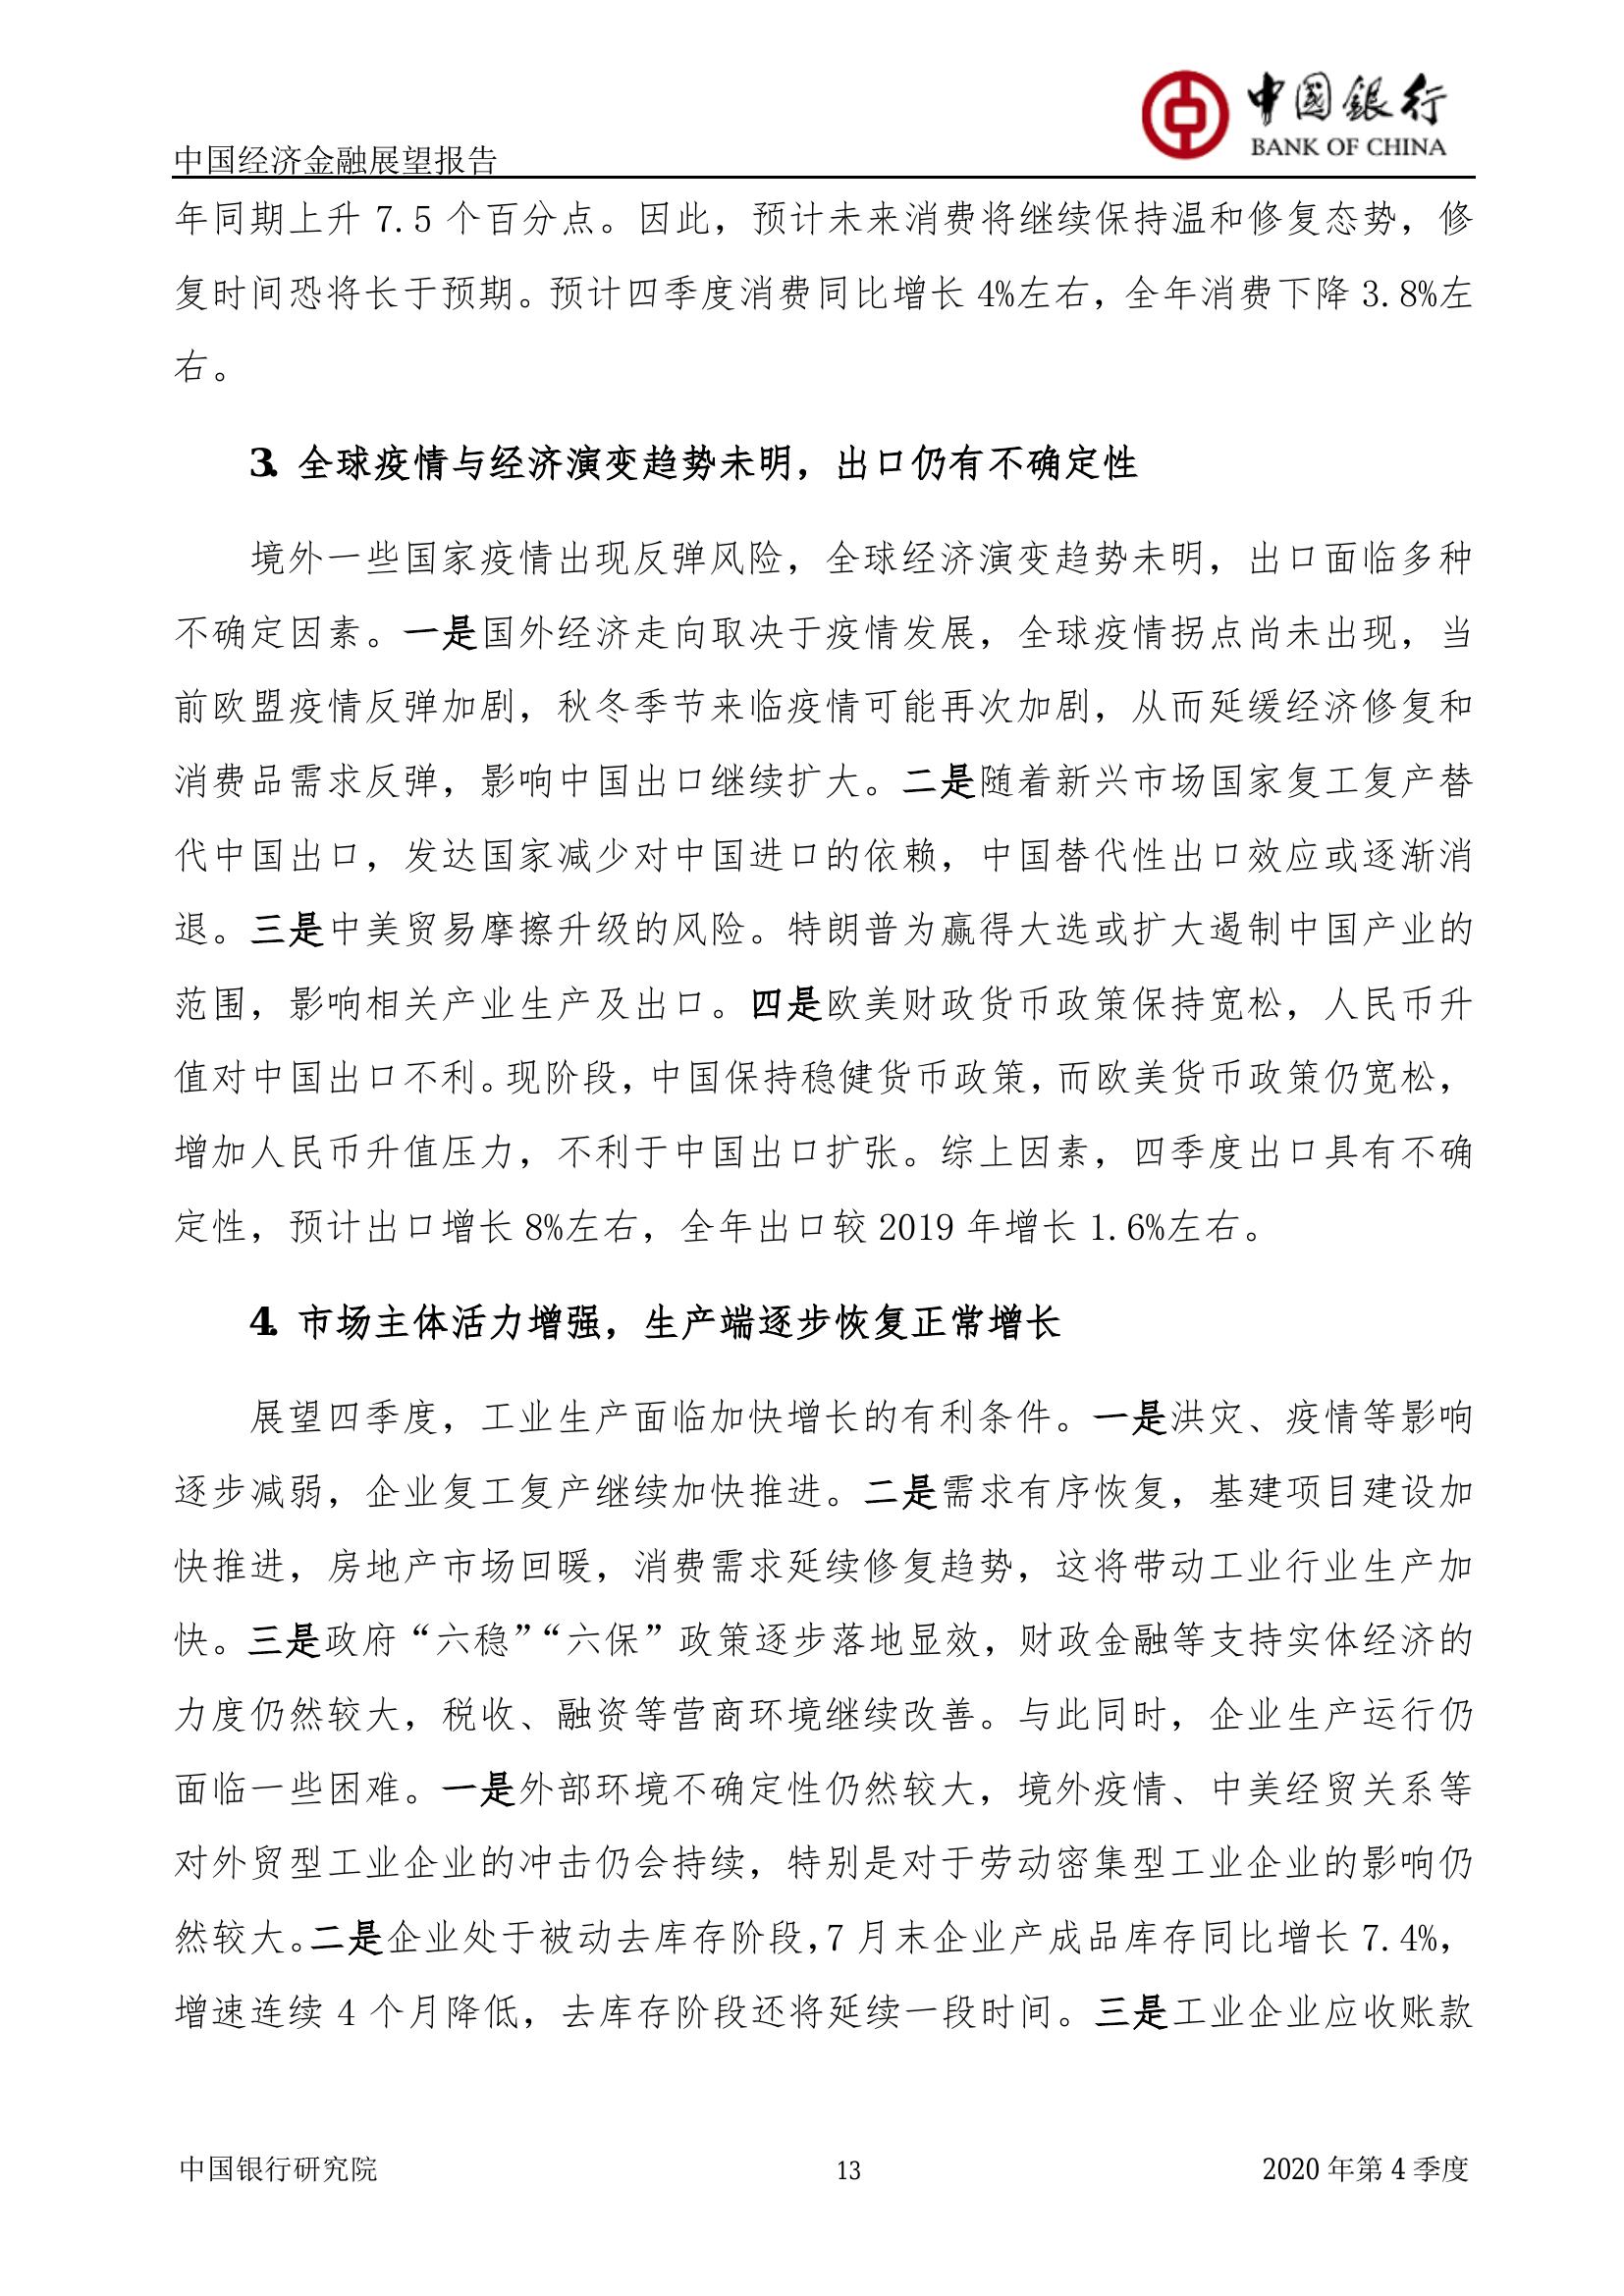 中国银行
BANK OF CHINA
中国经济金融展望报告
年同期上升 7.5 个百分点。因此，预计未来消费将继续保持温和修复态势，修
复时间恐将长于预期。预计四季度消费同比增长 4%左右，全年消费下降 3.8%左
右。
3. 全球疫情与经济演变趋势未明，出口仍有不确定性
境外一些国家疫情出现反弹风险，全球经济演变趋势未明，出口面临多种
不确定因素。一是国外经济走向取决于疫情发展，全球疫情拐点尚未出现，当
前欧盟疫情反弹加剧，秋冬季节来临疫情可能再次加剧，从而延缓经济修复和
消费品需求反弹，影响中国出口继续扩大。二是随着新兴市场国家复工复产替
代中国出口，发达国家减少对中国进口的依赖，中国替代性出口效应或逐渐消
退。三是中美贸易摩擦升级的风险。特朗普为赢得大选或扩大遏制中国产业的
范围，影响相关产业生产及出口。四是欧美财政货币政策保持宽松，人民币升
值对中国出口不利。现阶段，中国保持稳健货币政策，而欧美货币政策仍宽松，
增加人民币升值压力，不利于中国出口扩张。综上因素，四季度出口具有不确
定性，预计出口增长 8%左右，全年出口较 2019 年增长 1.6%左右。
4. 市场主体活力增强，生产端逐步恢复正常增长
展望四季度，工业生产面临加快增长的有利条件。一是洪灾、疫情等影响
逐步减弱，企业复工复产继续加快推进。二是需求有序恢复，基建项目建设加
快推进，房地产市场回暖，消费需求延续修复趋势，这将带动工业行业生产加
快。三是政府“六稳”“六保”政策逐步落地显效，财政金融等支持实体经济的
力度仍然较大，税收、融资等营商环境继续改善。与此同时，企业生产运行仍
面临一些困难。一是外部环境不确定性仍然较大，境外疫情、中美经贸关系等
对外贸型工业企业的冲击仍会持续，特别是对于劳动密集型工业企业的影响仍
然较大。二是企业处于被动去库存阶段，7 月末企业产成品库存同比增长 7.4%，
增速连续 4 个月降低，去库存阶段还将延续一段时间。三是工业企业应收账款
中国银行研究院
13
2020 年第 4 季度